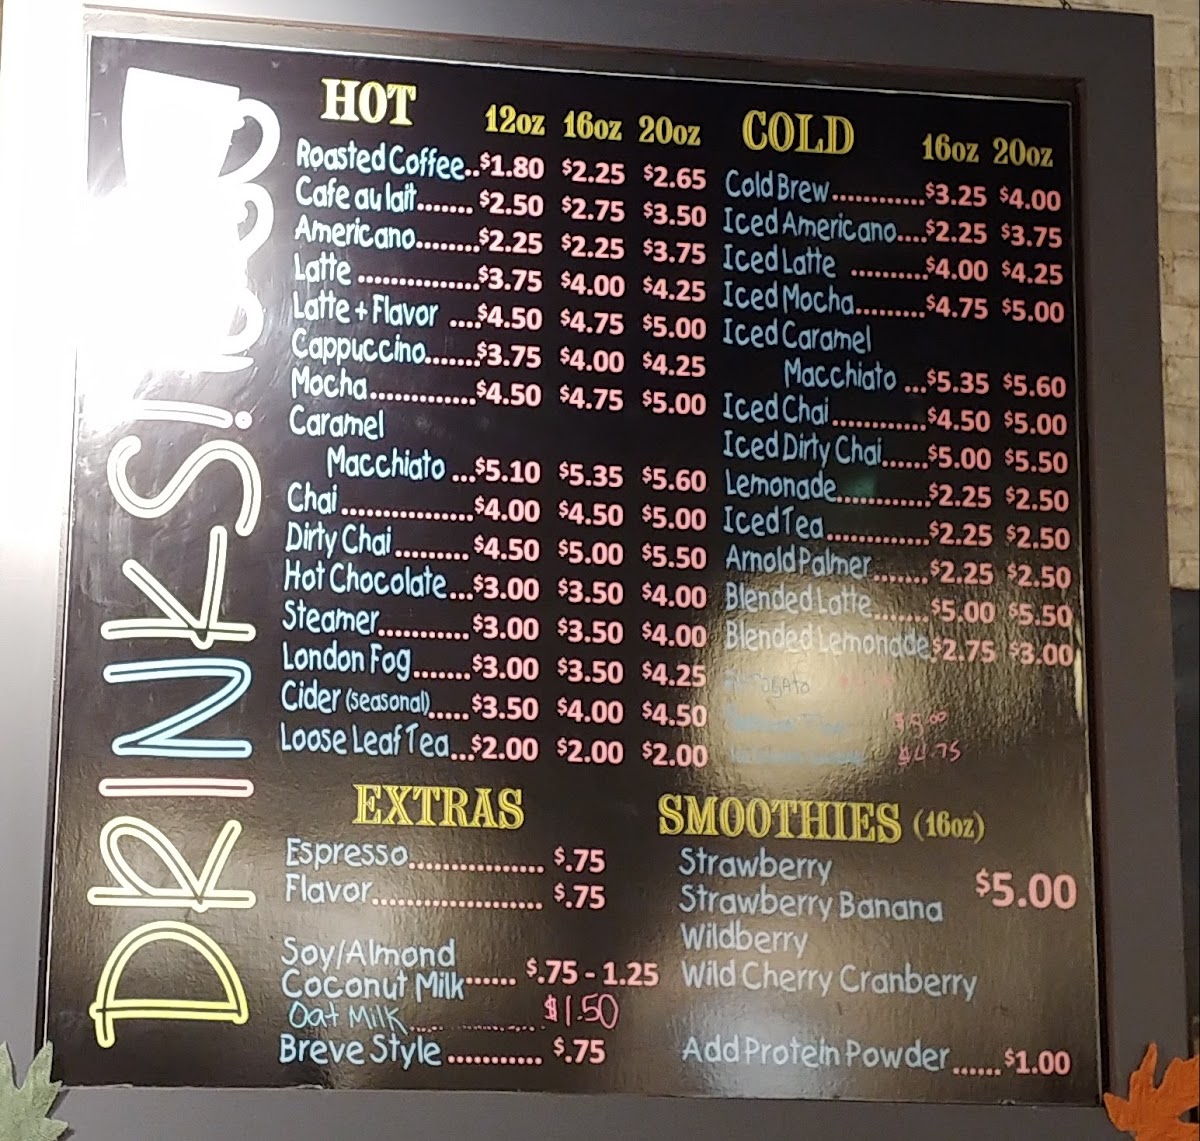 DRINKS!
HOT 12oz 16oz 20oz
Roasted Coffee..$1.80 $2.25 $2.65
Cafe au lait....... $2.50 $2.75 $3.50
Americano........$2.25 $2.25 $3.75
Latte ...............$3.75 $4.00 $4.25
Latte + Flavor ....$4.50 $4.75 $5.00
Cappuccino.......$3.75 $4.00 $4.25
Mocha.............$4.50 $4.75 $5.00
Caramel
Macchiato ...$5.10 $5.35 $5.60
Chai................$4.00 $4.50 $5.00
Dirty Chai.........$4.50 $5.00 $5.50
Hot Chocolate...$3.00 $3.50 $4.00
Steamer...........$3.00 $3.50 $4.00
London Fog.......$3.00 $3.50 $4.25
Cider (seasonal).....$3.50 $4.00 $4.50
Loose Leaf Tea...$2.00 $2.00 $2.00
COLD 16oz 20oz
Cold Brew............$3.25 $4.00
Iced Americano....$2.25 $3.75
Iced Latte ..........$4.00 $4.25
Iced Mocha.........$4.75 $5.00
Iced Caramel
Macchiato ...$5.35 $5.60
Iced Chai............$4.50 $5.00
Iced Dirty Chai......$5.00 $5.50
Lemonade............$2.25 $2.50
Iced Tea.............$2.25 $2.50
Arnold Palmer.......$2.25 $2.50
Blended Latte.......$5.00 $5.50
Blended Lemonade.$2.75 $3.00
$5.00
$4.75
EXTRAS
Espresso................. $.75
Flavor..................... $.75
Soy/Almond
Coconut Milk...... $.75 - 1.25
Oat Milk................ $1.50
Breve Style ........... $.75
SMOOTHIES (16oz)
Strawberry $5.00
Strawberry Banana
Wildberry
Wild Cherry Cranberry
Add Protein Powder ......$1.00